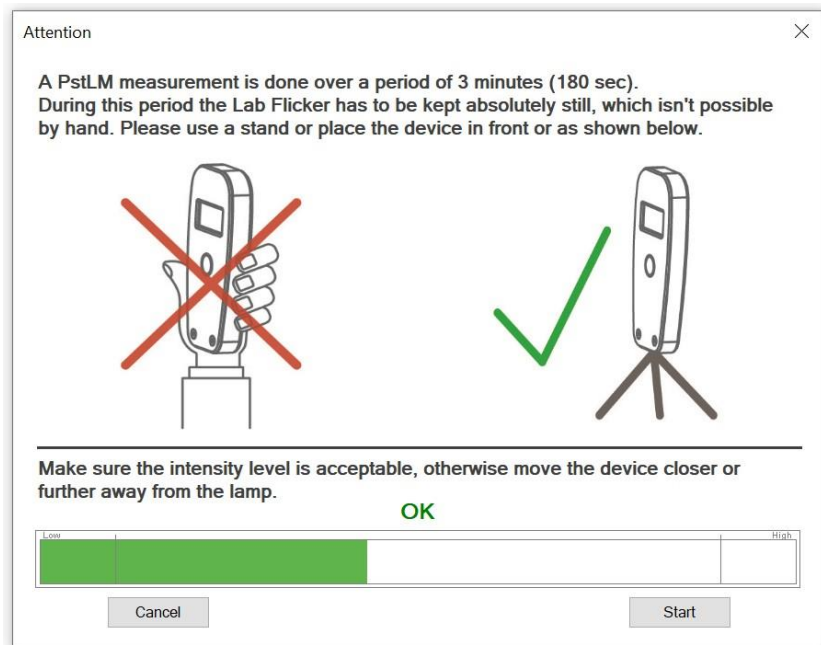 Attention
A PstLM measurement is done over a period of 3 minutes (180 sec).
During this period the Lab Flicker has to be kept absolutely still, which isn't possible
by hand. Please use a stand or place the device in front or as shown below.
Make sure the intensity level is acceptable, otherwise move the device closer or
further away from the lamp.
OK
Low High
Cancel Start